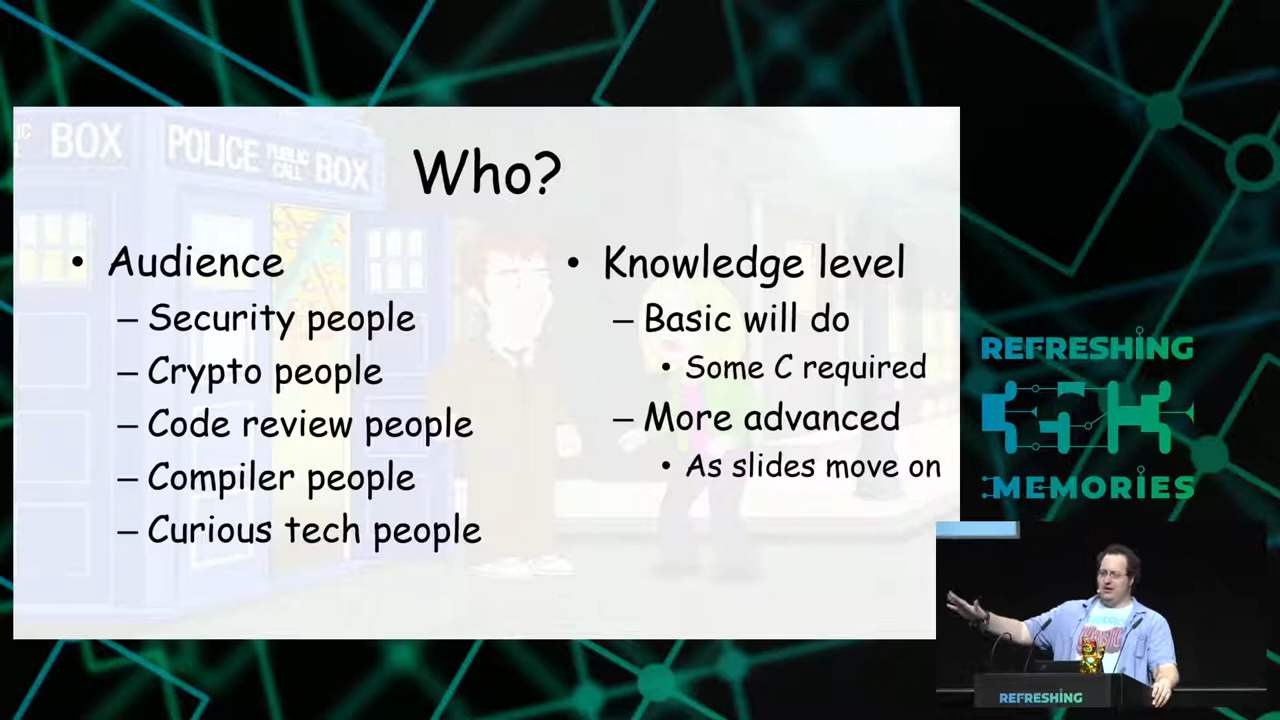 BOX
POLICE PUBLIC CALL BOX
Who?
• Audience
– Security people
– Crypto people
– Code review people
– Compiler people
– Curious tech people
• Knowledge level
– Basic will do
• Some C required
– More advanced
• As slides move on
REFRESHING
MEMORIES
REFRESHING